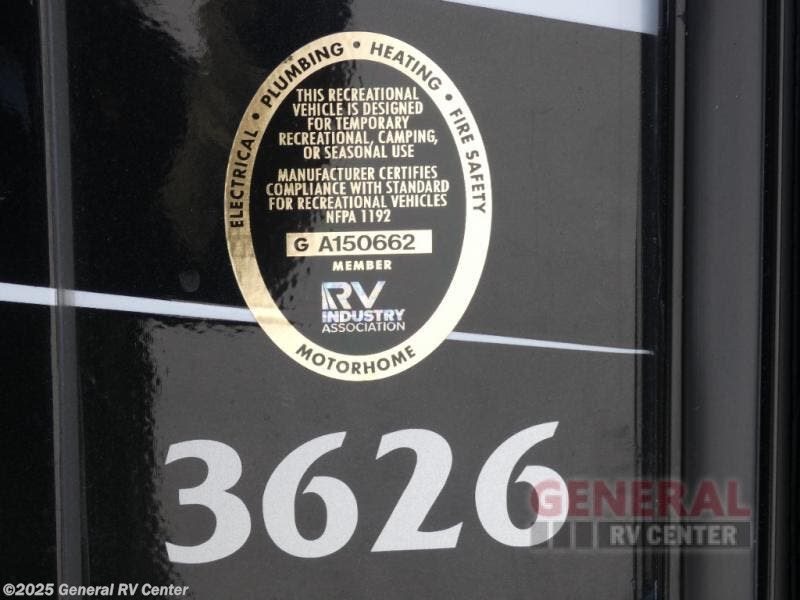 ELECTRICAL • PLUMBING • HEATING • FIRE SAFETY
THIS RECREATIONAL
VEHICLE IS DESIGNED
FOR TEMPORARY
RECREATIONAL, CAMPING,
OR SEASONAL USE
MANUFACTURER CERTIFIES
COMPLIANCE WITH STANDARD
FOR RECREATIONAL VEHICLES
NFPA 1192
G A150662
MEMBER
RV
INDUSTRY
ASSOCIATION
MOTORHOME
3626
GENERAL
RV CENTER
©2025 General RV Center